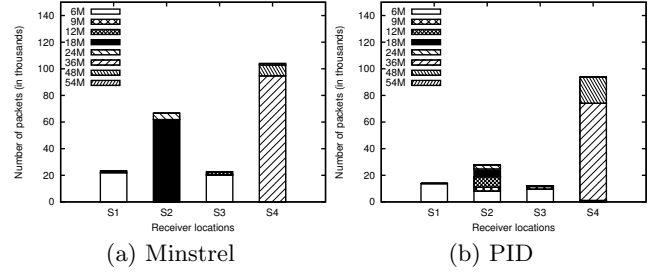 Number of packets (in thousands)
140
120
100
80
60
40
20
0
6M
9M
12M
18M
24M
36M
48M
54M
S1 S2 S3 S4
Receiver locations
(a) Minstrel
Number of packets (in thousands)
140
120
100
80
60
40
20
0
6M
9M
12M
18M
24M
36M
48M
54M
S1 S2 S3 S4
Receiver locations
(b) PID